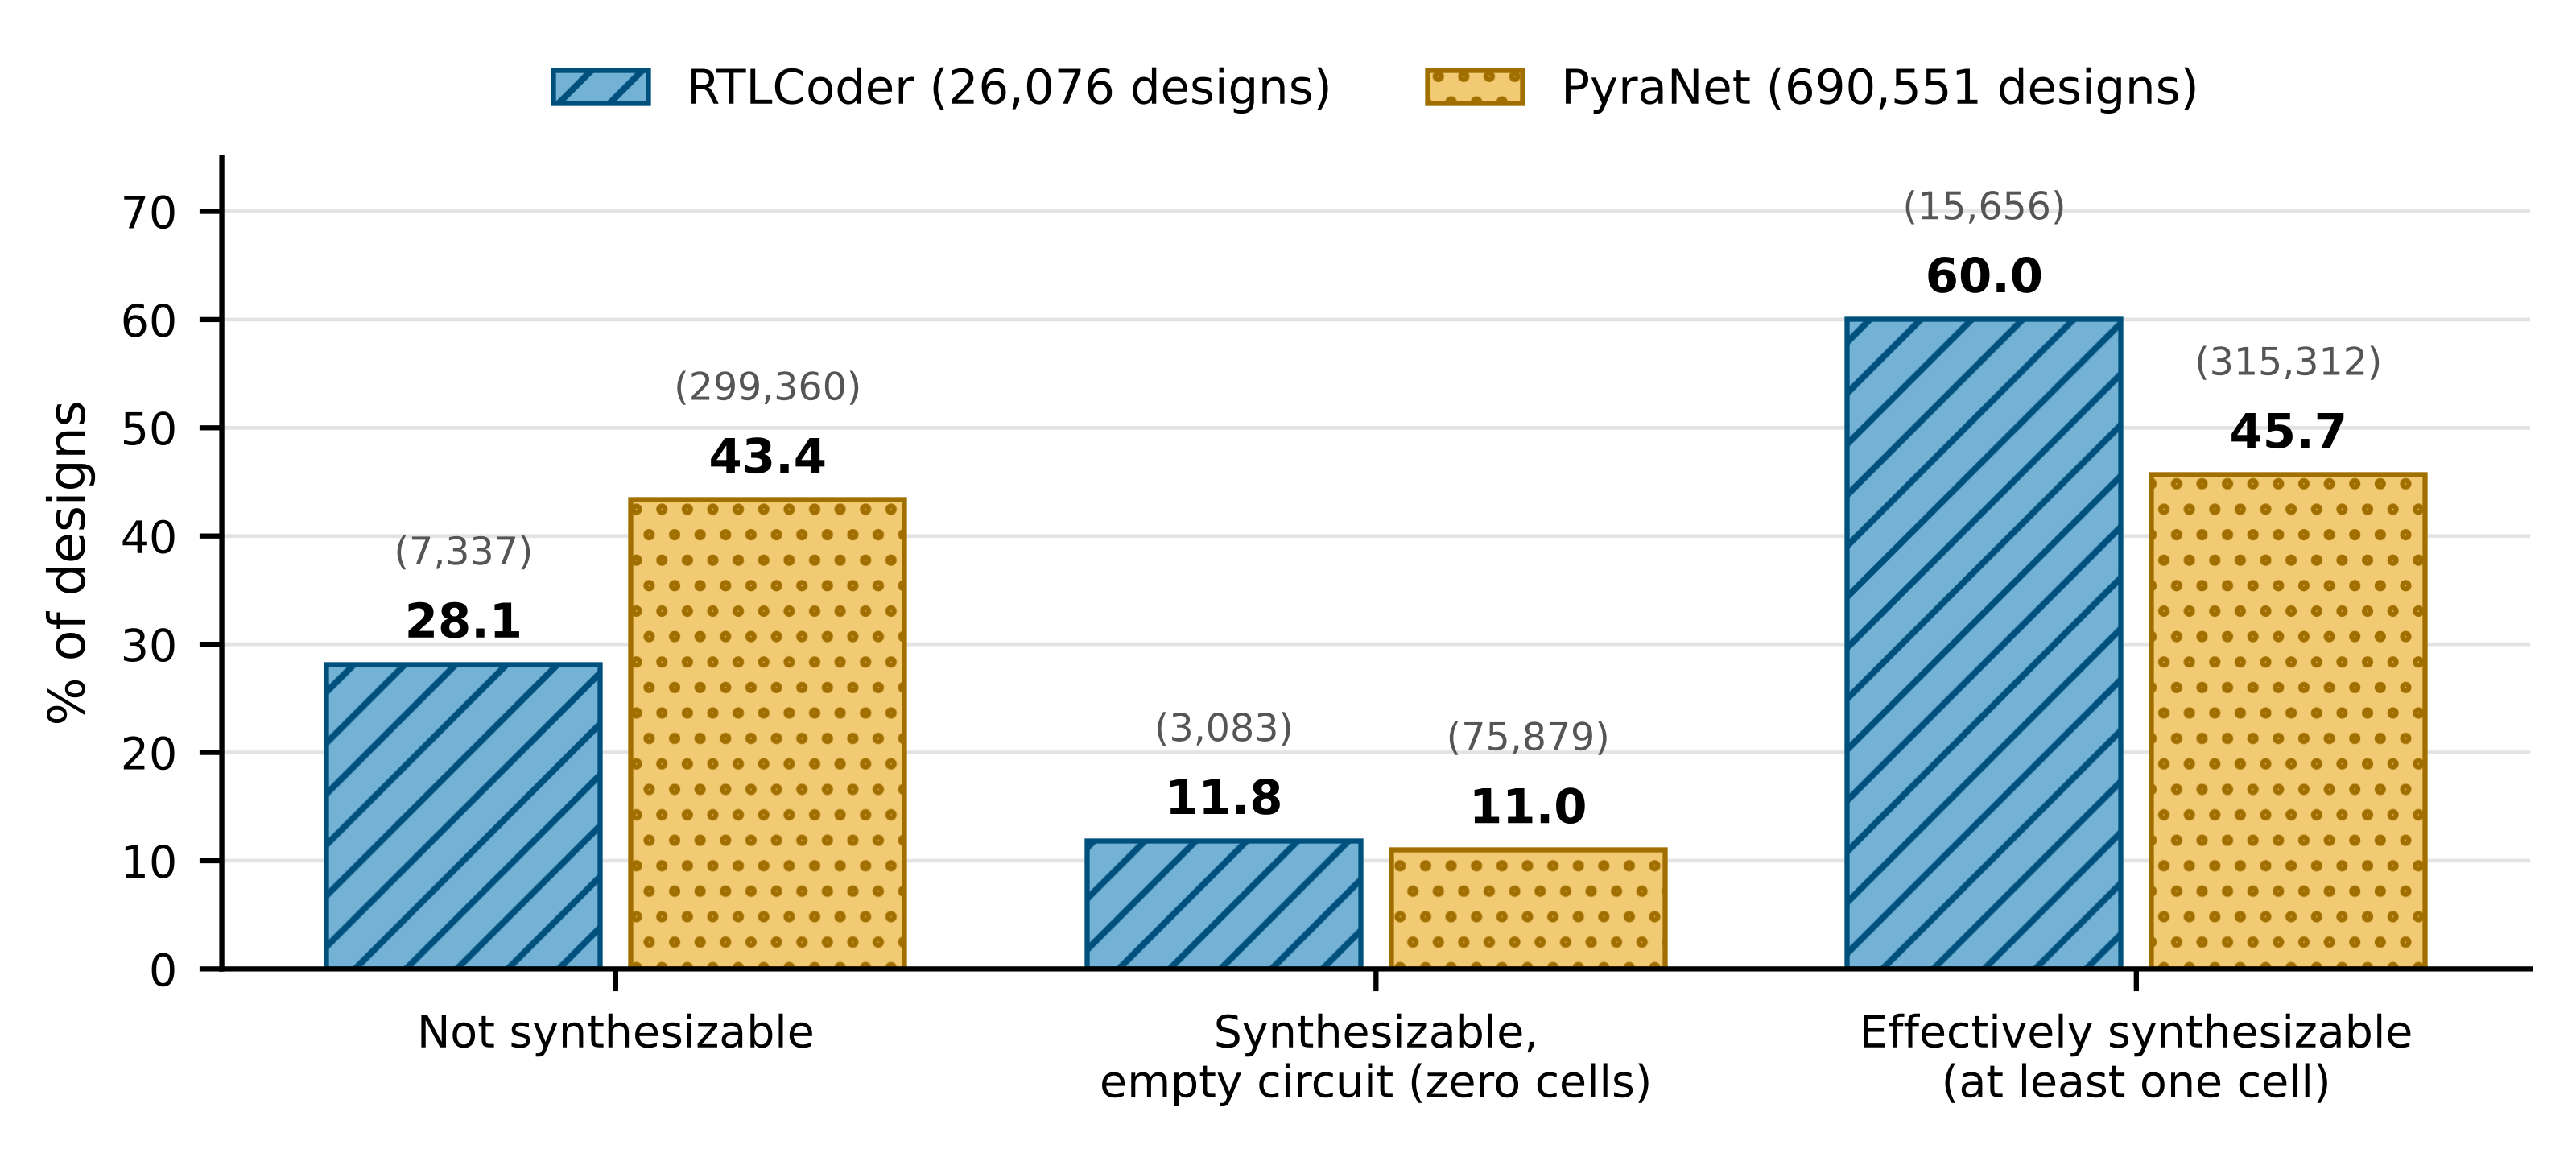 RTLCoder (26,076 designs)
PyraNet (690,551 designs)
% of designs
70
60
50
40
30
20
10
0
(7,337)
28.1
(299,360)
43.4
(3,083)
11.8
(75,879)
11.0
(15,656)
60.0
(315,312)
45.7
Not synthesizable
Synthesizable,
empty circuit (zero cells)
Effectively synthesizable
(at least one cell)